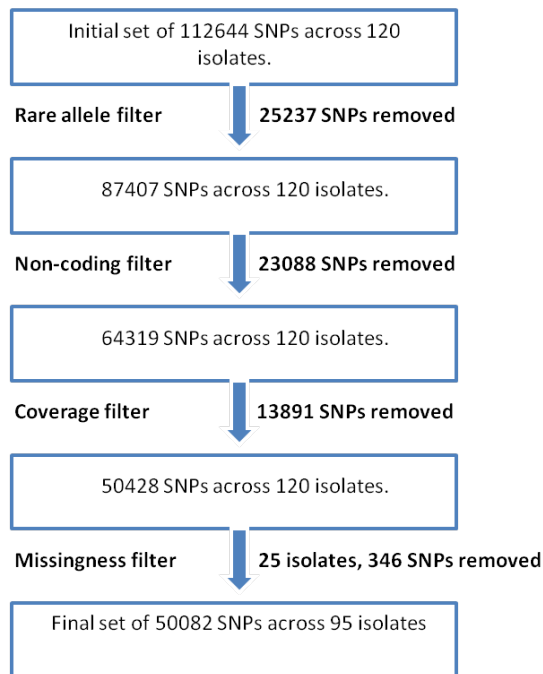 Initial set of 112644 SNPs across 120
isolates.
Rare allele filter
25237 SNPs removed
87407 SNPs across 120 isolates.
Non-coding filter
23088 SNPs removed
64319 SNPs across 120 isolates.
Coverage filter
13891 SNPs removed
50428 SNPs across 120 isolates.
Missingness filter
25 isolates, 346 SNPs removed
Final set of 50082 SNPs across 95 isolates